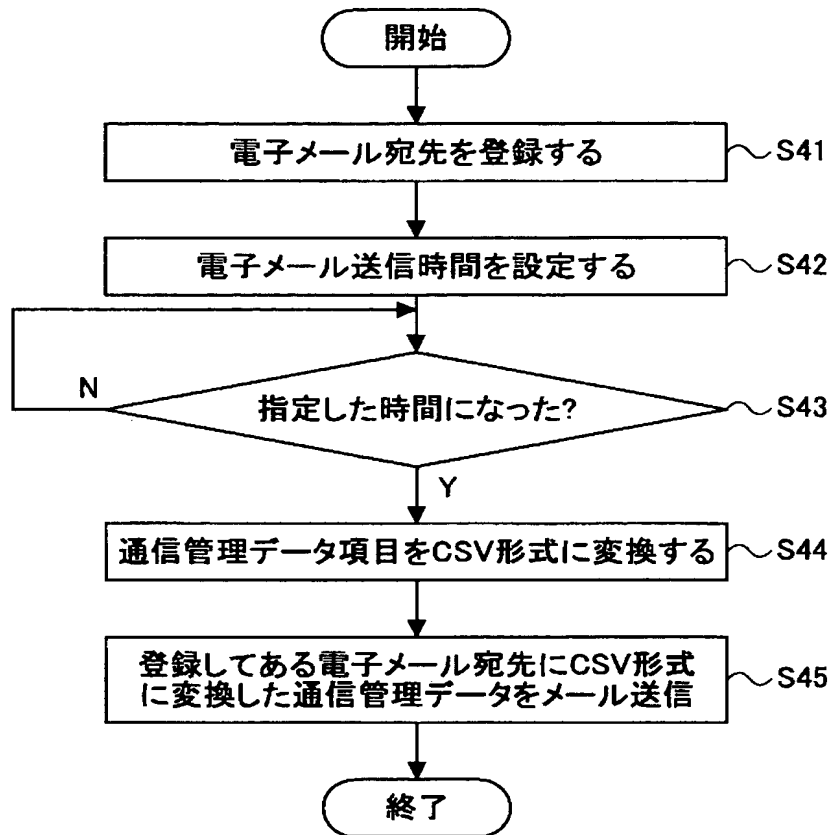 開始
電子メール宛先を登録する
S41
電子メール送信時間を設定する
S42
N
指定した時間になった?
S43
Y
通信管理データ項目をCSV形式に変換する
S44
登録してある電子メール宛先にCSV形式
に変換した通信管理データをメール送信
S45
終了